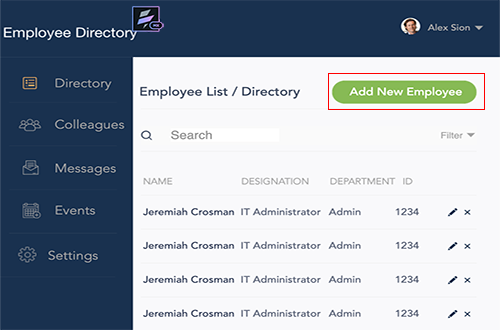 Employee Directory
Alex Sion
Directory
Colleagues
Messages
Events
Settings
Employee List / Directory
Add New Employee
Search
Filter
NAME DESIGNATION DEPARTMENT ID
Jeremiah Crosman IT Administrator Admin 1234
Jeremiah Crosman IT Administrator Admin 1234
Jeremiah Crosman IT Administrator Admin 1234
Jeremiah Crosman IT Administrator Admin 1234